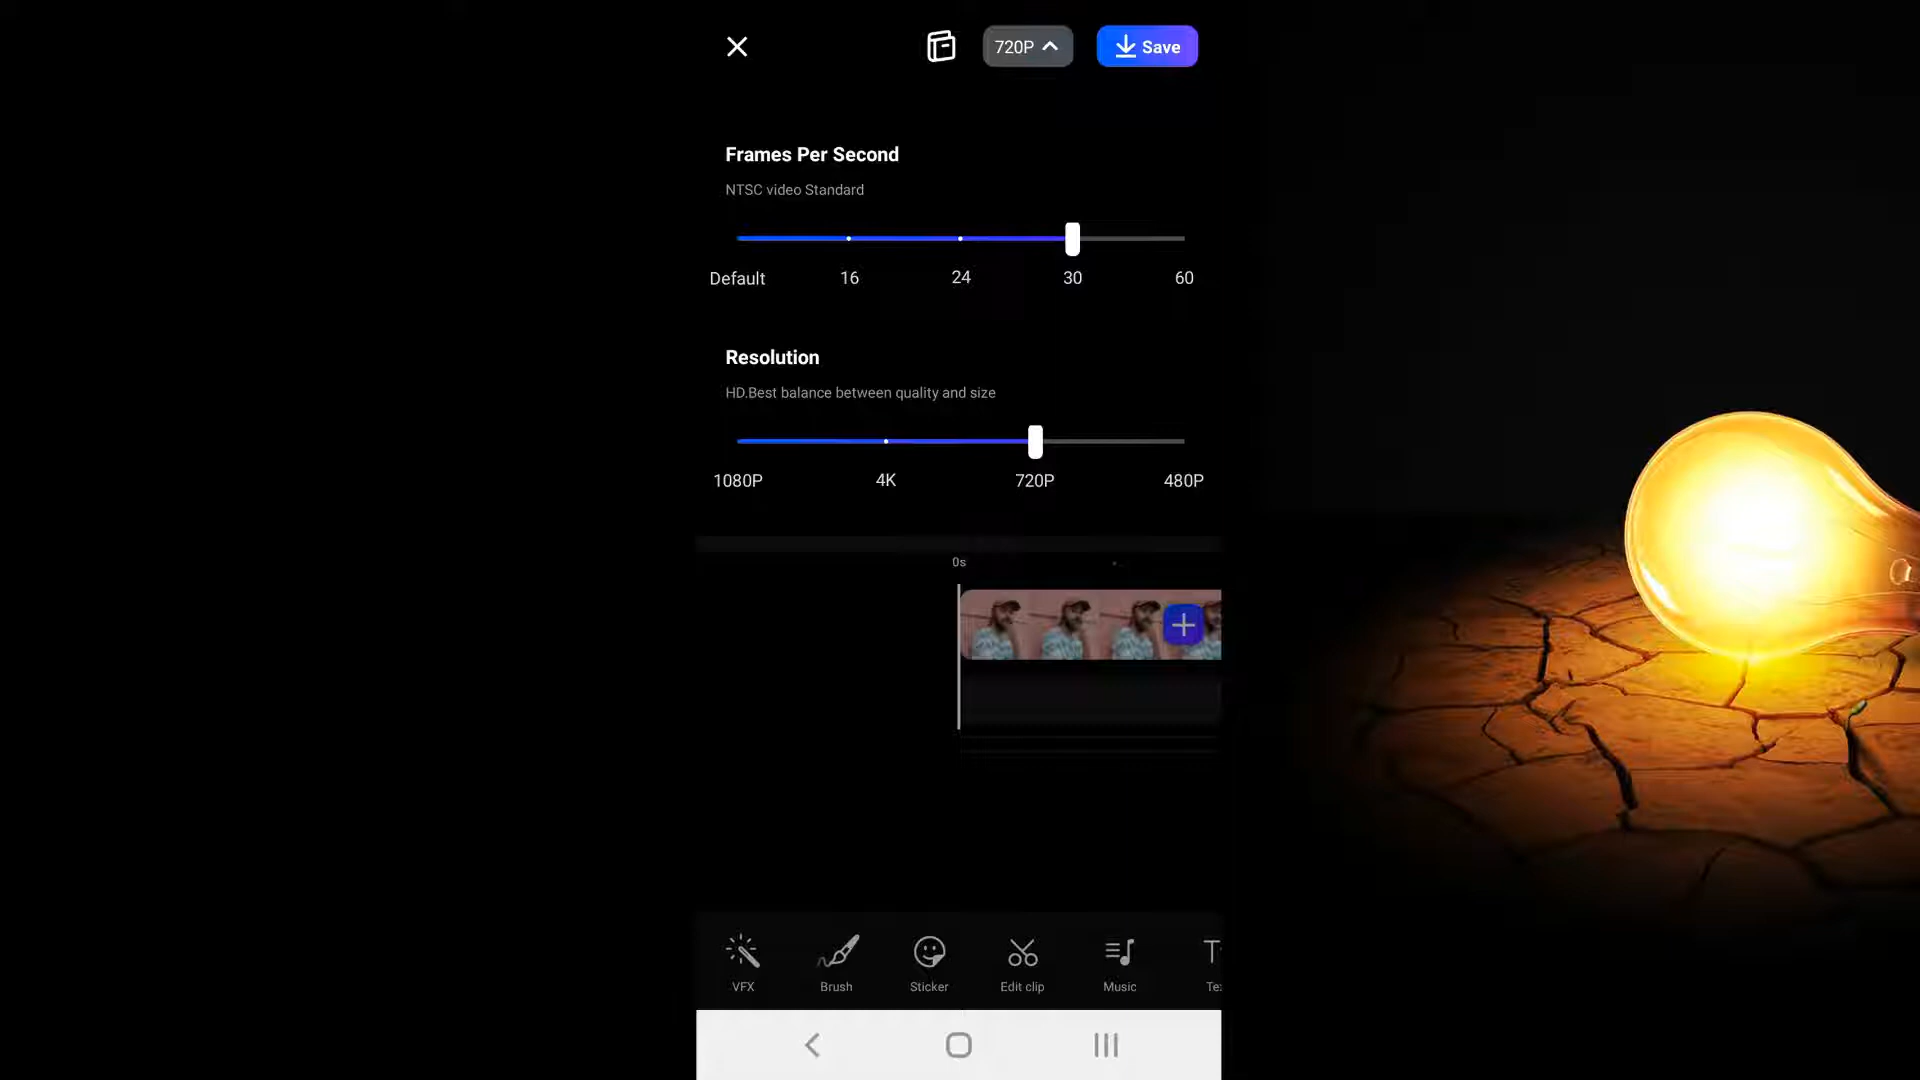 720P
Save
Frames Per Second
NTSC video Standard
Default 16 24 30 60
Resolution
HD.Best balance between quality and size
1080P 4K 720P 480P
0s
VFX Brush Sticker Edit clip Music